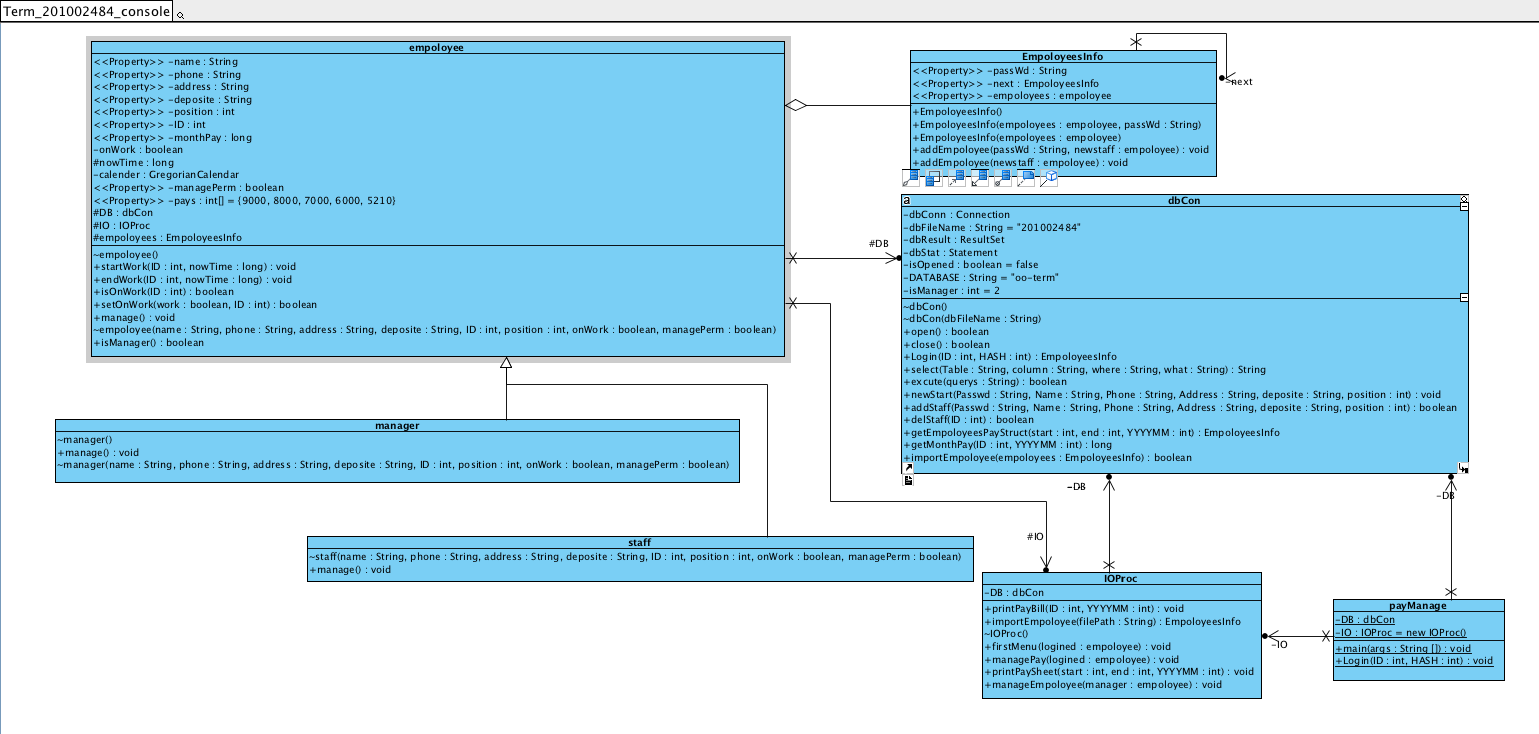 Term_201002484_console
empoloyee
<<Property>> -name : String
<<Property>> -phone : String
<<Property>> -address : String
<<Property>> -deposite : String
<<Property>> -position : int
<<Property>> -ID : int
<<Property>> -monthPay : long
-onWork : boolean
#nowTime : long
-calender : GregorianCalendar
<<Property>> -managePerm : boolean
<<Property>> -pays : int[] = {9000, 8000, 7000, 6000, 5210}
#DB : dbCon
#IO : IOProc
#empoloyees : EmpoloyeesInfo
~empoloyee()
+startWork(ID : int, nowTime : long) : void
+endWork(ID : int, nowTime : long) : void
+isOnWork(ID : int) : boolean
+setOnWork(work : boolean, ID : int) : boolean
+manage() : void
~empoloyee(name : String, phone : String, address : String, deposite : String, ID : int, position : int, onWork : boolean, managePerm : boolean)
+isManager() : boolean
EmpoloyeesInfo
<<Property>> -passWd : String
<<Property>> -next : EmpoloyeesInfo
<<Property>> -empoloyees : empoloyee
+EmpoloyeesInfo()
+EmpoloyeesInfo(empoloyees : empoloyee, passWd : String)
+EmpoloyeesInfo(empoloyees : empoloyee)
+addEmpoloyee(passWd : String, newstaff : empoloyee) : void
+addEmpoloyee(newstaff : empoloyee) : void
-next
#DB
a
dbCon
-dbConn : Connection
-dbFileName : String = "201002484"
-dbResult : ResultSet
-dbStat : Statement
-isOpened : boolean = false
-DATABASE : String = "oo-term"
-isManager : int = 2
~dbCon()
~dbCon(dbFileName : String)
+open() : boolean
+close() : boolean
+Login(ID : int, HASH : int) : EmpoloyeesInfo
+select(Table : String, column : String, where : String, what : String) : String
+excute(querys : String) : boolean
+newStart(Passwd : String, Name : String, Phone : String, Address : String, deposite : String, position : int) : void
+addStaff(Passwd : String, Name : String, Phone : String, Address : String, deposite : String, position : int) : boolean
+delStaff(ID : int) : boolean
+getEmpoloyeesPayStruct(start : int, end : int, YYYYMM : int) : EmpoloyeesInfo
+getMonthPay(ID : int, YYYYMM : int) : long
+importEmpoloyee(empoloyees : EmpoloyeesInfo) : boolean
manager
~manager()
+manage() : void
~manager(name : String, phone : String, address : String, deposite : String, ID : int, position : int, onWork : boolean, managePerm : boolean)
staff
~staff(name : String, phone : String, address : String, deposite : String, ID : int, position : int, onWork : boolean, managePerm : boolean)
+manage() : void
-DB
-DB
#IO
IOProc
-DB : dbCon
+printPayBill(ID : int, YYYYMM : int) : void
+importEmpoloyee(filePath : String) : EmpoloyeesInfo
~IOProc()
+firstMenu(logined : empoloyee) : void
+managePay(logined : empoloyee) : void
+printPaySheet(start : int, end : int, YYYYMM : int) : void
+manageEmpoloyee(manager : empoloyee) : void
-IO
payManage
-DB : dbCon
-IO : IOProc = new IOProc()
+main(args : String []) : void
+Login(ID : int, HASH : int) : void